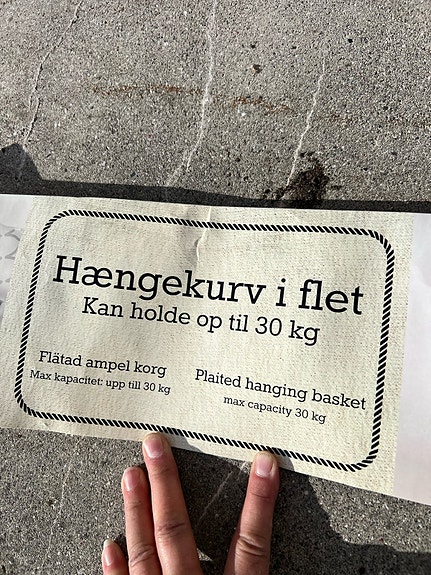 Hængekurv i flet
Kan holde op til 30 kg
Flätad ampel korg
Max kapacitet: upp till 30 kg
Plaited hanging basket
max capacity 30 kg